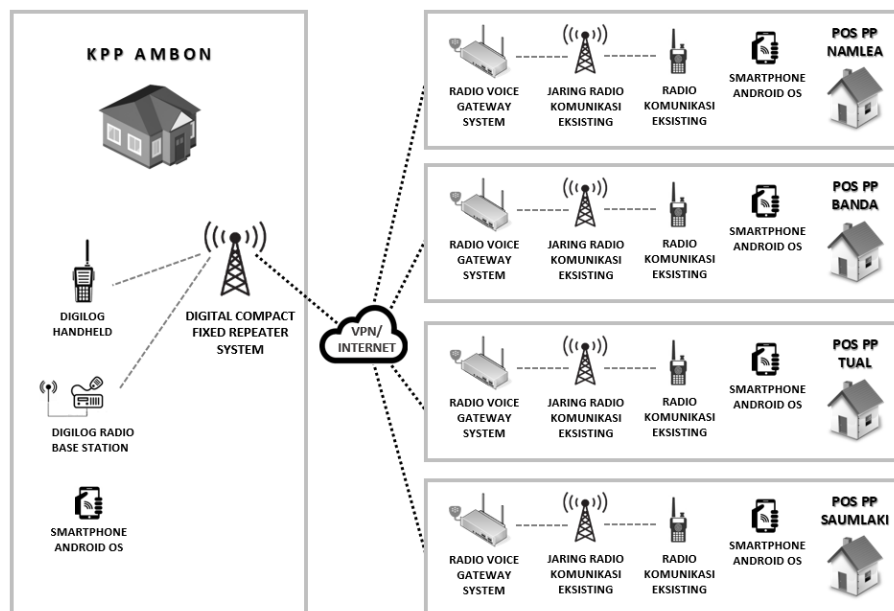 KPP AMBON
DIGILOG
HANDHELD
DIGITAL COMPACT
FIXED REPEATER
SYSTEM
DIGILOG RADIO
BASE STATION
SMARTPHONE
ANDROID OS
VPN/
INTERNET
POS PP
NAMLEA
RADIO VOICE
GATEWAY
SYSTEM
JARING RADIO
KOMUNIKASI
EKSISTING
RADIO
KOMUNIKASI
EKSISTING
SMARTPHONE
ANDROID OS
POS PP
BANDA
RADIO VOICE
GATEWAY
SYSTEM
JARING RADIO
KOMUNIKASI
EKSISTING
RADIO
KOMUNIKASI
EKSISTING
SMARTPHONE
ANDROID OS
POS PP
TUAL
RADIO VOICE
GATEWAY
SYSTEM
JARING RADIO
KOMUNIKASI
EKSISTING
RADIO
KOMUNIKASI
EKSISTING
SMARTPHONE
ANDROID OS
POS PP
SAUMLAKI
RADIO VOICE
GATEWAY
SYSTEM
JARING RADIO
KOMUNIKASI
EKSISTING
RADIO
KOMUNIKASI
EKSISTING
SMARTPHONE
ANDROID OS